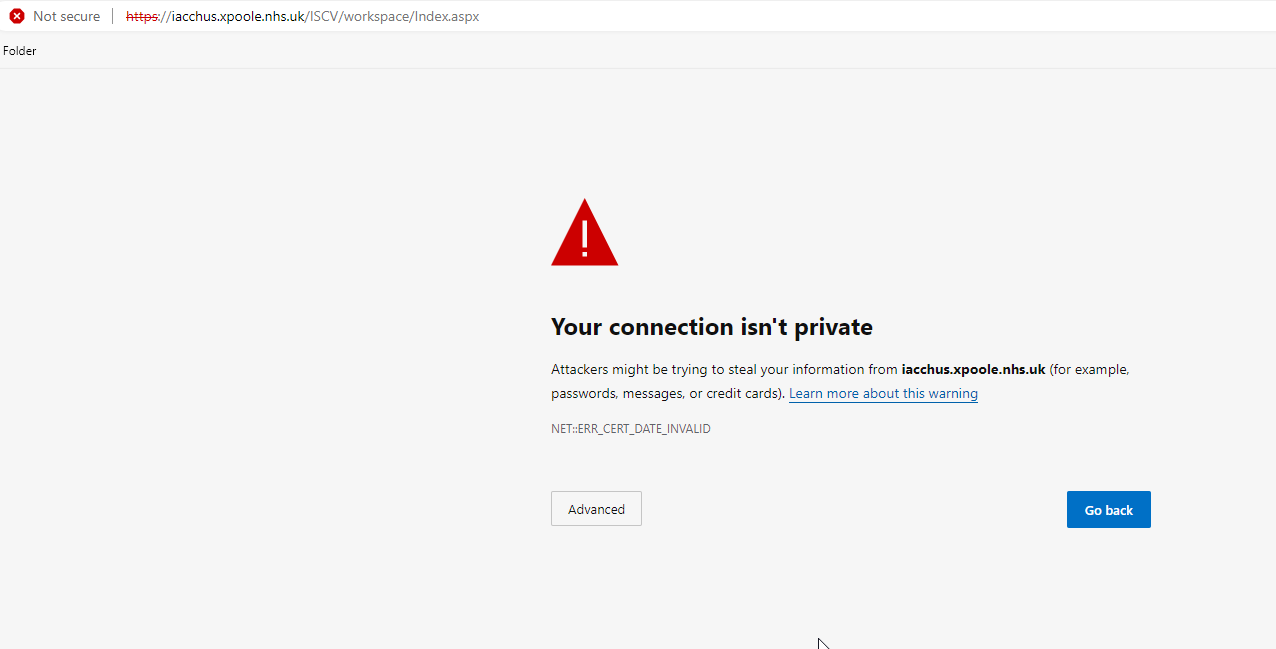 Not secure https://iacchus.xpoole.nhs.uk/ISCV/workspace/Index.aspx
Folder
Your connection isn't private
Attackers might be trying to steal your information from iacchus.xpoole.nhs.uk (for example,
passwords, messages, or credit cards). Learn more about this warning
NET::ERR_CERT_DATE_INVALID
Advanced
Go back